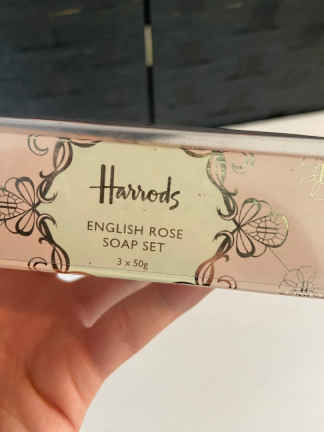 Harrods
ENGLISH ROSE
SOAP SET
3 x 50g